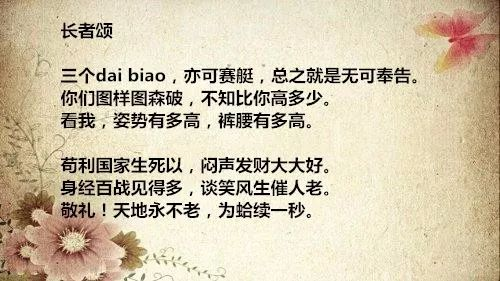 长者颂
三个dai biao，亦可赛艇，总之就是无可奉告。
你们图样图森破，不知比你高多少。
看我，姿势有多高，裤腰有多高。
苟利国家生死以，闷声发财大大好。
身经百战见得多，谈笑风生催人老。
敬礼！天地永不老，为蛤续一秒。